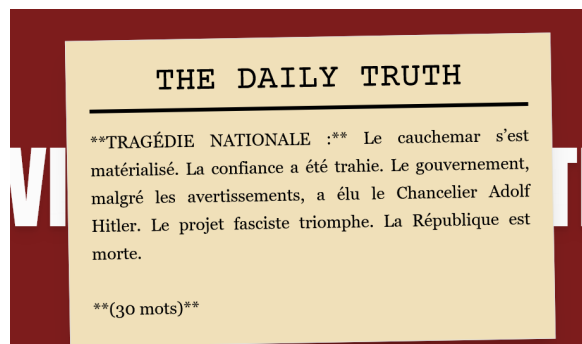 THE DAILY TRUTH
**TRAGÉDIE NATIONALE :** Le cauchemar s’est
matérialisé. La confiance a été trahie. Le gouvernement,
malgré les avertissements, a élu le Chancelier Adolf
Hitler. Le projet fasciste triomphe. La République est
morte.
**(30 mots)**